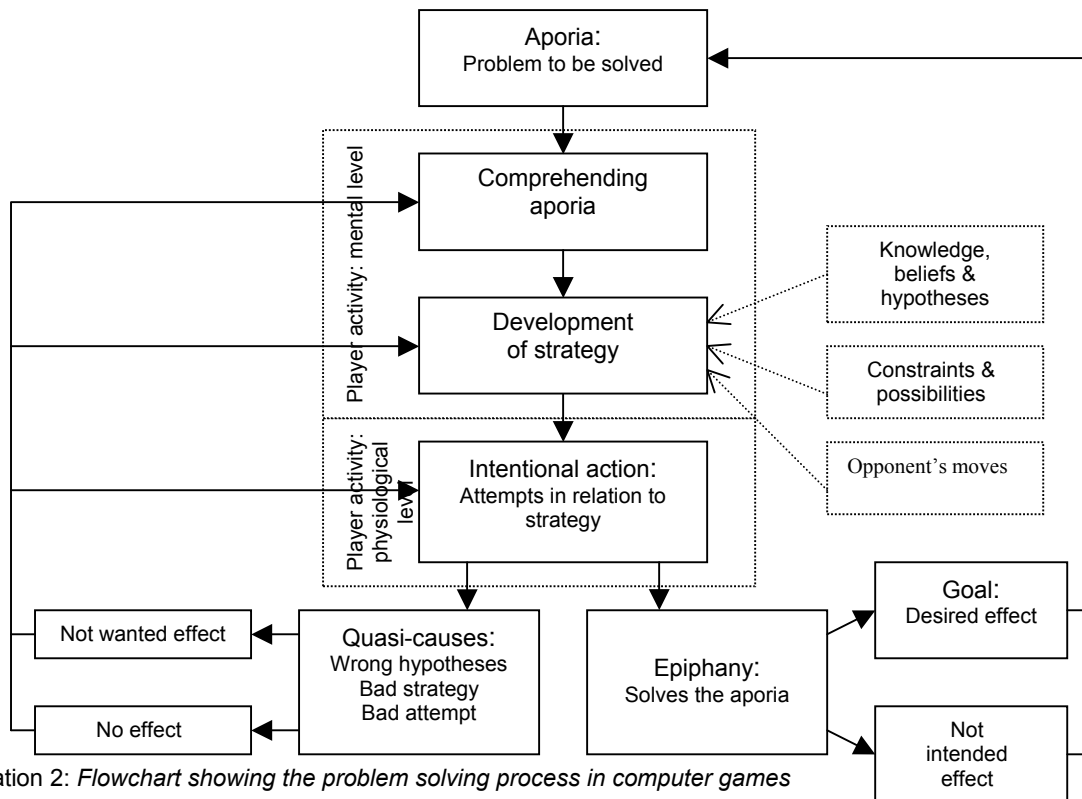 Aporia:
Problem to be solved
Player activity: mental level
Comprehending
aporia
Knowledge,
beliefs &
hypotheses
Development
of strategy
Constraints &
possibilities
Player activity:
physiological
level
Intentional action:
Attempts in relation to
strategy
Opponent's moves
Not wanted effect
No effect
Quasi-causes:
Wrong hypotheses
Bad strategy
Bad attempt
Epiphany:
Solves the aporia
Goal:
Desired effect
Not
intended
effect
ation 2: Flowchart showing the problem solving process in computer games